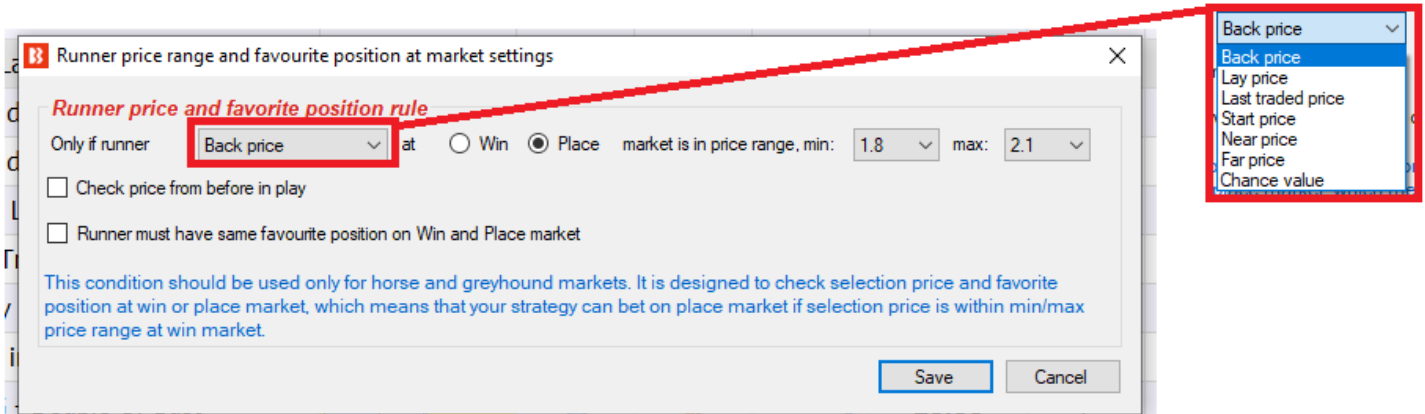 Back price
Back price
Lay price
Last traded price
Start price
Near price
Far price
Chance value
Runner price range and favourite position at market settings
Runner price and favorite position rule
Only if runner Back price at Win Place market is in price range, min: 1.8 max: 2.1
Check price from before in play
Runner must have same favourite position on Win and Place market
This condition should be used only for horse and greyhound markets. It is designed to check selection price and favorite
position at win or place market, which means that your strategy can bet on place market if selection price is within min/max
price range at win market.
Save Cancel